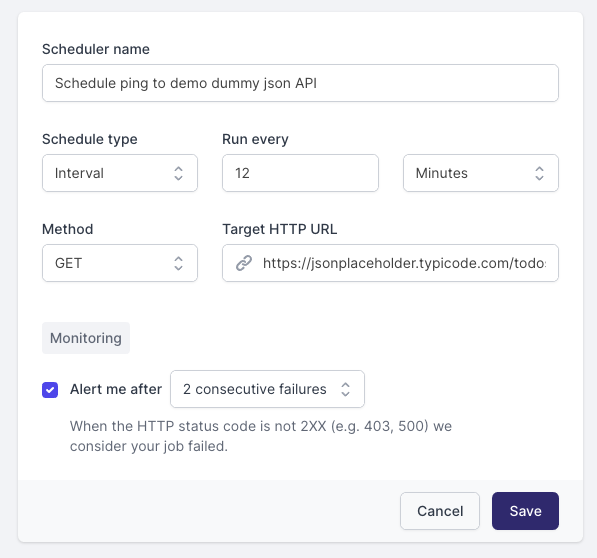 Scheduler name
Schedule ping to demo dummy json API
Schedule type
Run every
Interval
12
Minutes
Method
Target HTTP URL
GET
https://jsonplaceholder.typicode.com/todo
Monitoring
Alert me after
2 consecutive failures
When the HTTP status code is not 2XX (e.g. 403, 500) we
consider your job failed.
Cancel
Save